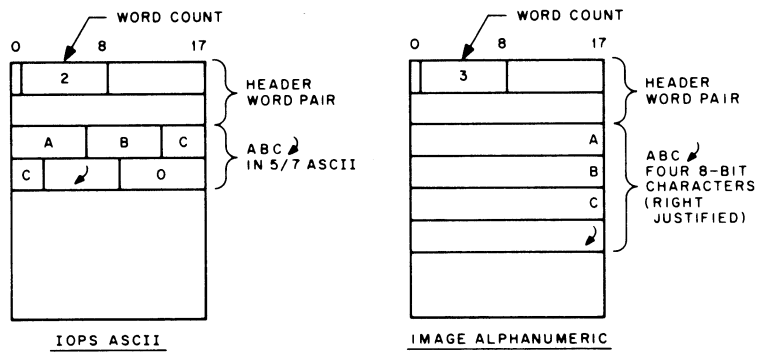 WORD COUNT
0 8 17
2
HEADER
WORD PAIR
A B C
C 0
ABC
IN 5/7 ASCII
IOPS ASCII
WORD COUNT
0 8 17
3
HEADER
WORD PAIR
A
B
C
ABC
FOUR 8-BIT
CHARACTERS
(RIGHT
JUSTIFIED)
IMAGE ALPHANUMERIC